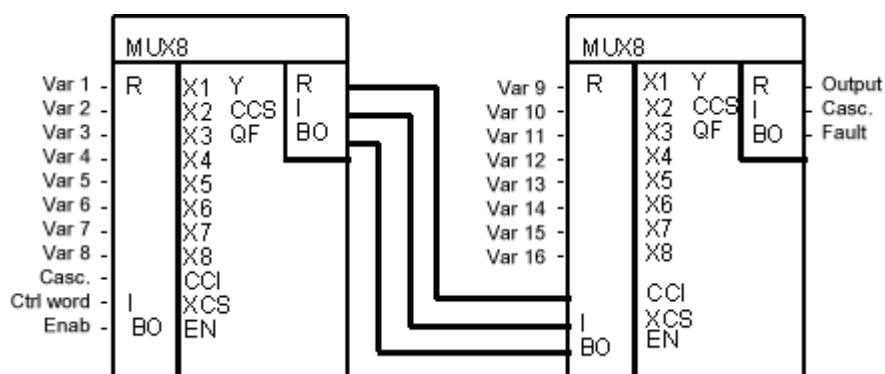 MUX8
Var 1 - R X1 Y R
Var 2 - X2 CCS I
Var 3 - X3 QF BO
Var 4 - X4
Var 5 - X5
Var 6 - X6
Var 7 - X7
Var 8 - X8
Casc. - CCI
Ctrl word - I XCS
Enab - BO EN
MUX8
Var 9 - R X1 Y R - Output
Var 10 - X2 CCS I - Casc.
Var 11 - X3 QF BO - Fault
Var 12 - X4
Var 13 - X5
Var 14 - X6
Var 15 - X7
Var 16 - X8
CCI
I XCS
BO EN